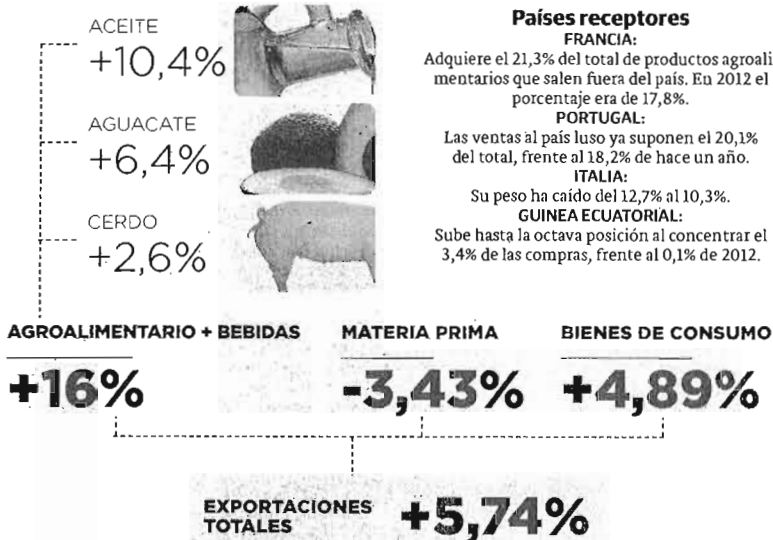 ACEITE
+10,4%
AGUACATE
+6,4%
CERDO
+2,6%
Países receptores
FRANCIA:
Adquiere el 21,3% del total de productos agroali
mentarios que salen fuera del país. En 2012 el
porcentaje era de 17,8%.
PORTUGAL:
Las ventas al país luso ya suponen el 20,1%
del total, frente al 18,2% de hace un año.
ITALIA:
Su peso ha caído del 12,7% al 10,3%.
GUINEA ECUATORIAL:
Sube hasta la octava posición al concentrar el
3,4% de las compras, frente al 0,1% de 2012.
AGROALIMENTARIO + BEBIDAS
+16%
MATERIA PRIMA
-3,43%
BIENES DE CONSUMO
+4,89%
EXPORTACIONES
TOTALES
+5,74%